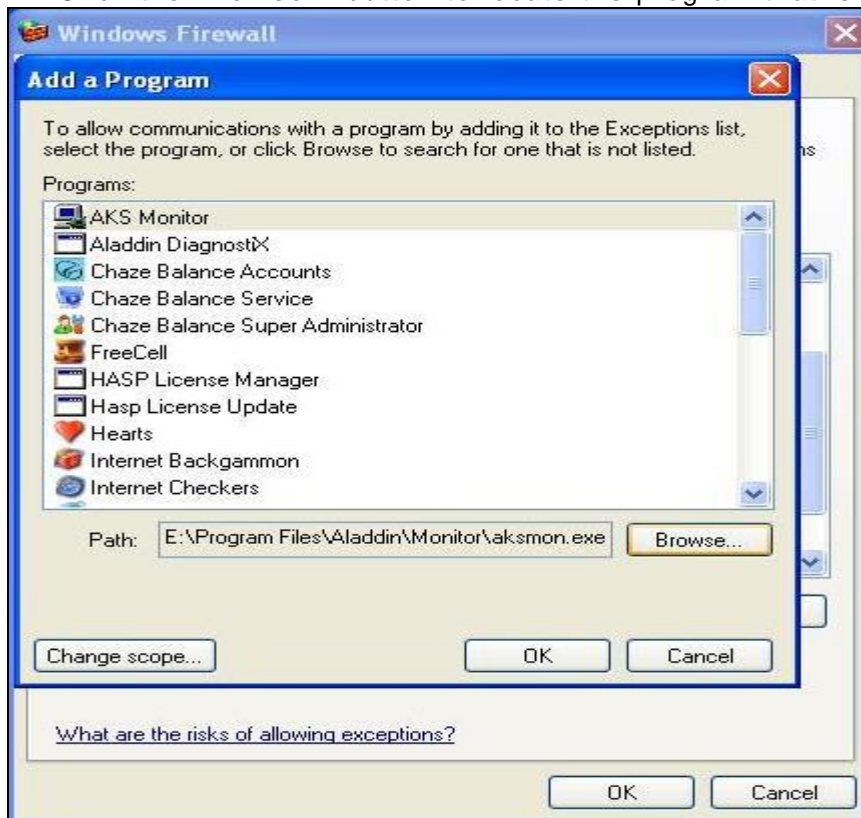 Windows Firewall
Add a Program
To allow communications with a program by adding it to the Exceptions list,
select the program, or click Browse to search for one that is not listed.
ns
Programs:
AKS Monitor
Aladdin DiagnostiX
Chaze Balance Accounts
Chaze Balance Service
Chaze Balance Super Administrator
FreeCell
HASP License Manager
Hasp License Update
Hearts
Internet Backgammon
Internet Checkers
Path: E:\Program Files\Aladdin\Monitor\aksmon.exe Browse...
Change scope... OK Cancel
What are the risks of allowing exceptions?
OK Cancel